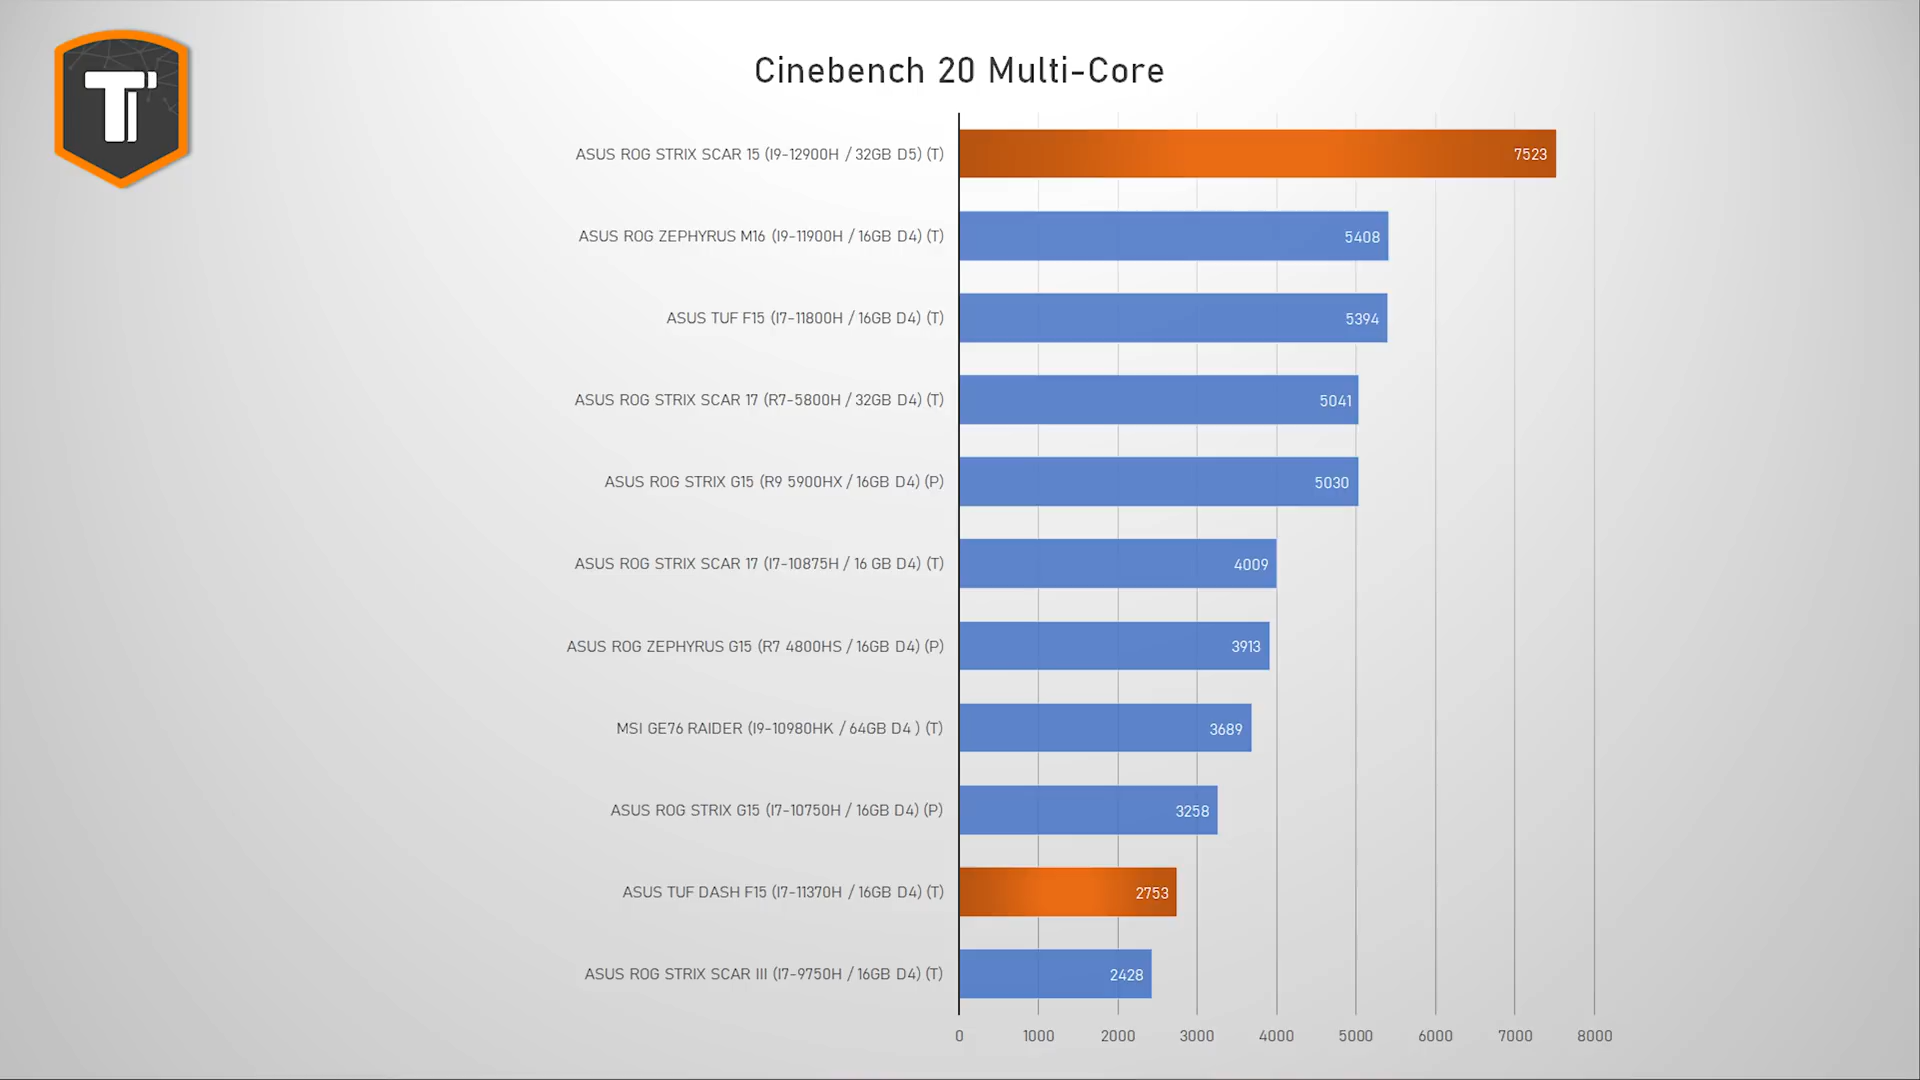 Cinebench 20 Multi-Core
ASUS ROG STRIX SCAR 15 (I9-12900H / 32GB D5) (T) 7523
ASUS ROG ZEPHYRUS M16 (I9-11900H / 16GB D4) (T) 5408
ASUS TUF F15 (I7-11800H / 16GB D4) (T) 5394
ASUS ROG STRIX SCAR 17 (R7-5800H / 32GB D4) (T) 5041
ASUS ROG STRIX G15 (R9 5900HX / 16GB D4) (P) 5030
ASUS ROG STRIX SCAR 17 (I7-10875H / 16 GB D4) (T) 4009
ASUS ROG ZEPHYRUS G15 (R7 4800HS / 16GB D4) (P) 3913
MSI GE76 RAIDER (I9-10980HK / 64GB D4 ) (T) 3689
ASUS ROG STRIX G15 (I7-10750H / 16GB D4) (P) 3258
ASUS TUF DASH F15 (I7-11370H / 16GB D4) (T) 2753
ASUS ROG STRIX SCAR III (I7-9750H / 16GB D4) (T) 2428
0 1000 2000 3000 4000 5000 6000 7000 8000